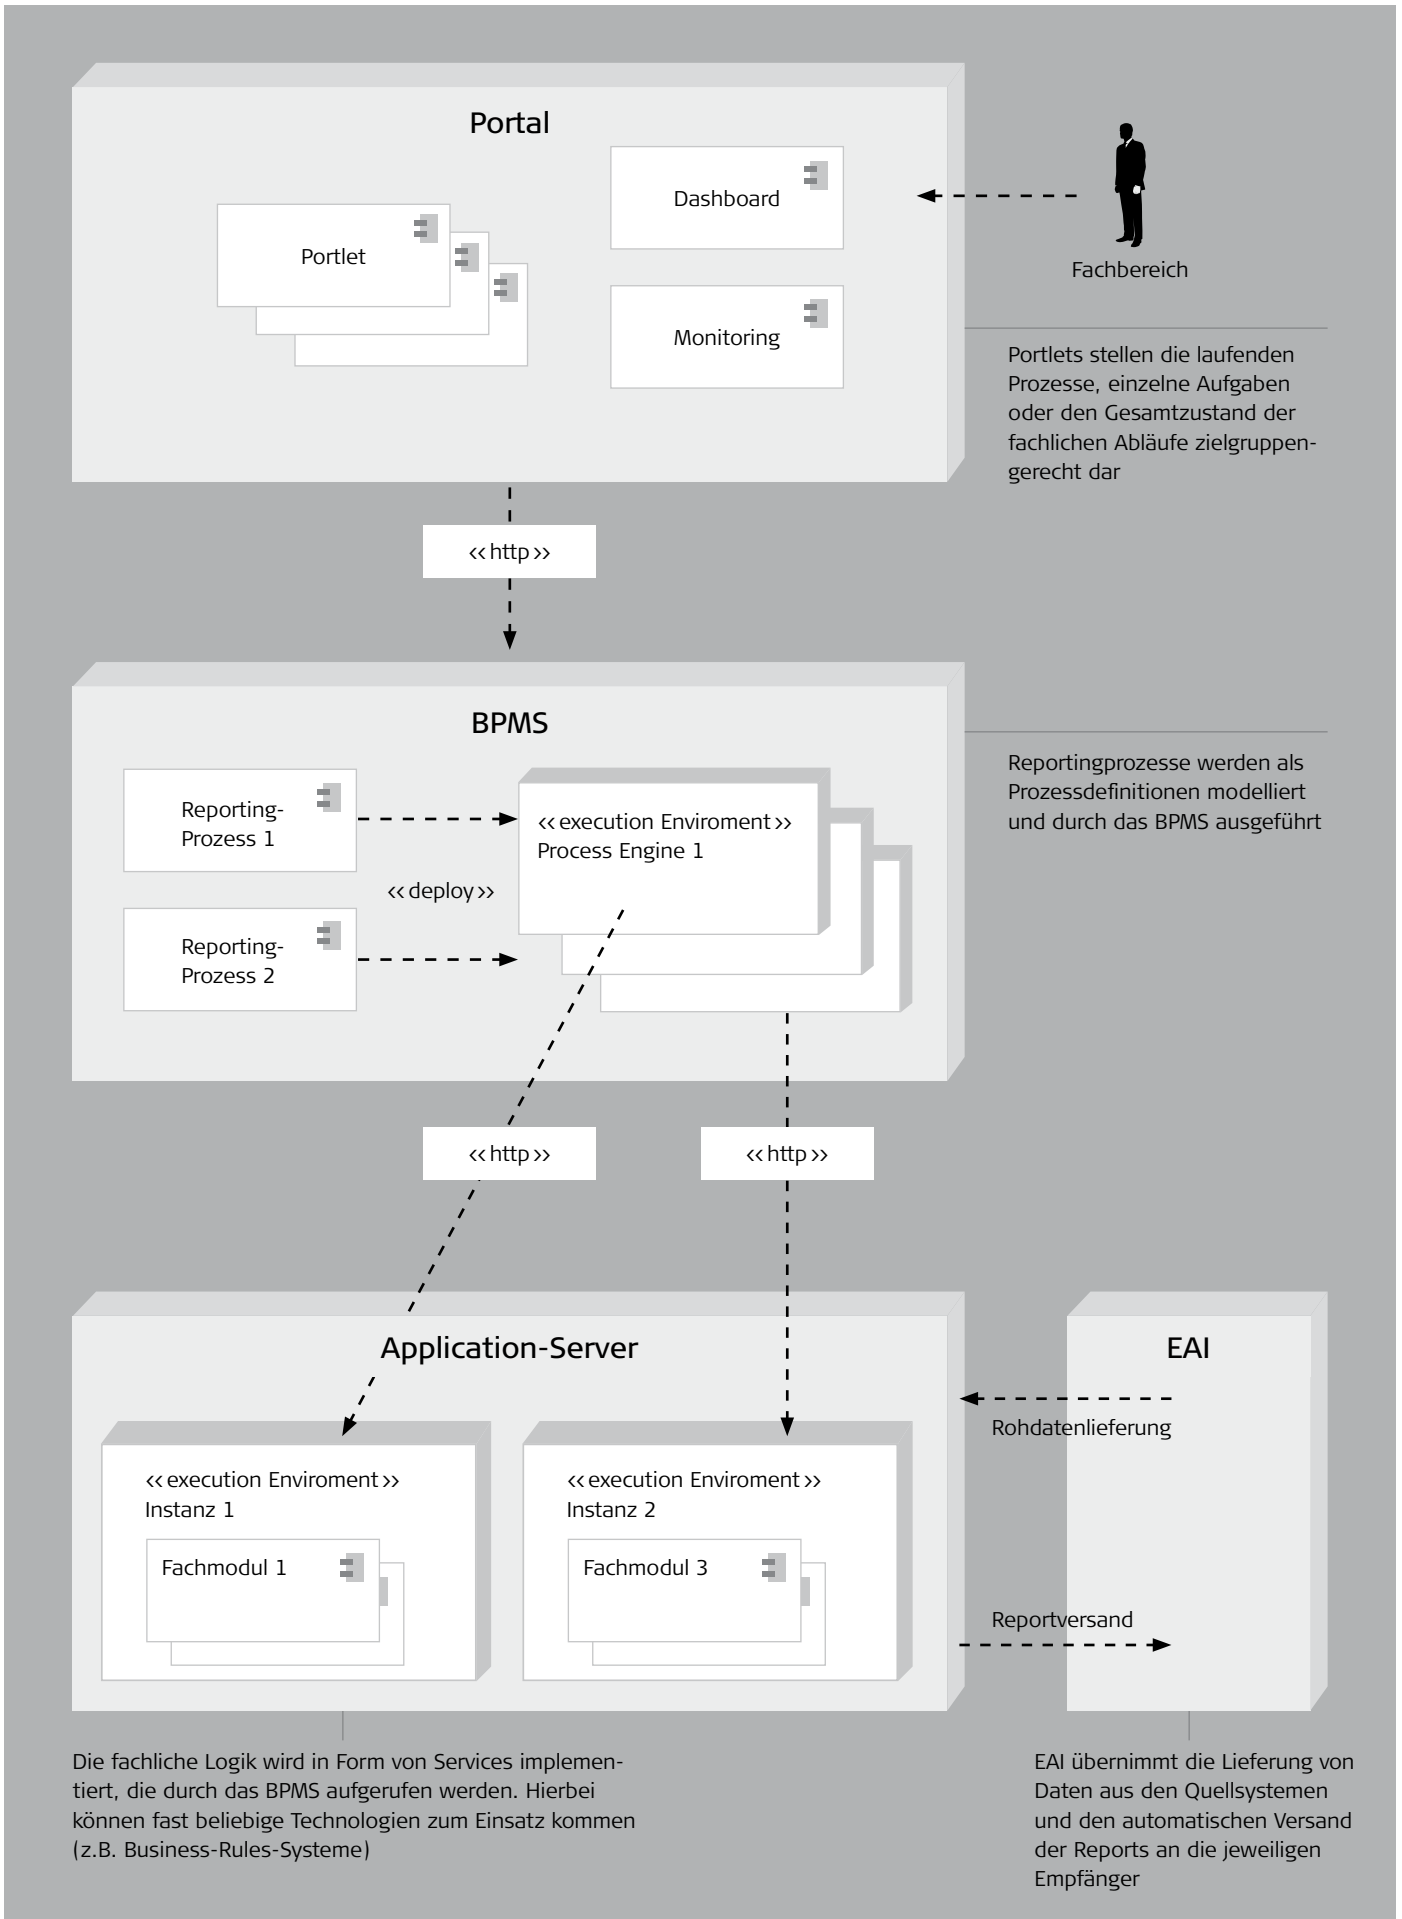 Portal
Dashboard
Portlet
Monitoring
Fachbereich
Portlets stellen die laufenden
Prozesse, einzelne Aufgaben
oder den Gesamtzustand der
fachlichen Abläufe zielgruppen-
gerecht dar
‹‹http››
BPMS
Reporting-
Prozess 1
‹‹execution Enviroment››
Process Engine 1
‹‹deploy››
Reporting-
Prozess 2
Reportingprozesse werden als
Prozessdefinitionen modelliert
und durch das BPMS ausgeführt
‹‹http››
‹‹http››
Application-Server
EAI
Rohdatenlieferung
‹‹execution Enviroment››
Instanz 1
Fachmodul 1
‹‹execution Enviroment››
Instanz 2
Fachmodul 3
Reportversand
Die fachliche Logik wird in Form von Services implemen-
tiert, die durch das BPMS aufgerufen werden. Hierbei
können fast beliebige Technologien zum Einsatz kommen
(z.B. Business-Rules-Systeme)
EAI übernimmt die Lieferung von
Daten aus den Quellsystemen
und den automatischen Versand
der Reports an die jeweiligen
Empfänger